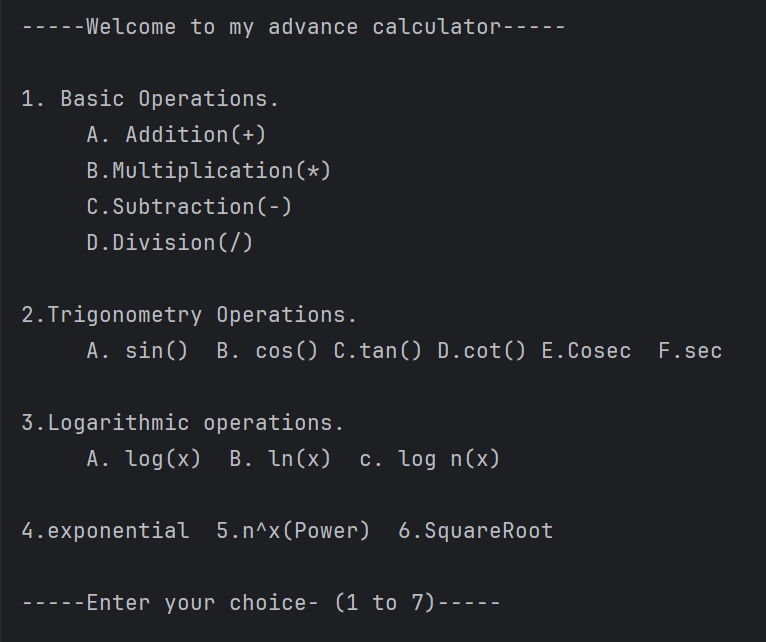 -----Welcome to my advance calculator-----
1. Basic Operations.
A. Addition(+)
B.Multiplication(*)
C.Subtraction(-)
D.Division(/)
2.Trigonometry Operations.
A. sin()  B. cos() C.tan() D.cot() E.Cosec  F.sec
3.Logarithmic operations.
A. log(x)  B. ln(x)  c. log n(x)
4.exponential  5.n^x(Power)  6.SquareRoot
-----Enter your choice- (1 to 7)-----